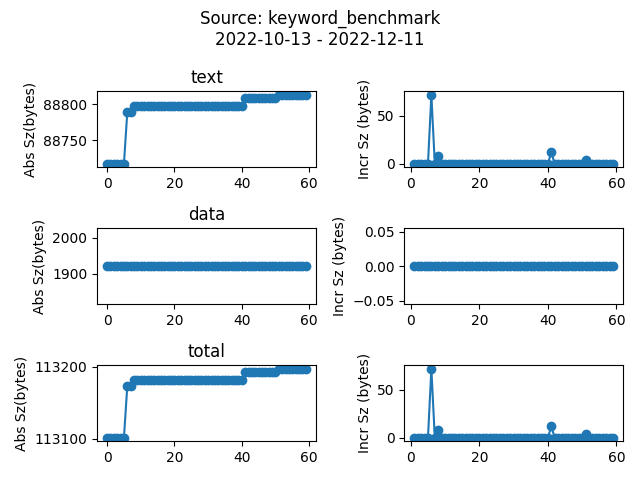 Source: keyword_benchmark
2022-10-13 - 2022-12-11
text
Abs Sz(bytes)
88800
88750
0 20 40 60
Incr Sz (bytes)
50
0
0 20 40 60
data
Abs Sz(bytes)
2000
1900
0 20 40 60
Incr Sz (bytes)
0.05
0.00
−0.05
0 20 40 60
total
Abs Sz(bytes)
113200
113100
0 20 40 60
Incr Sz (bytes)
50
0
0 20 40 60